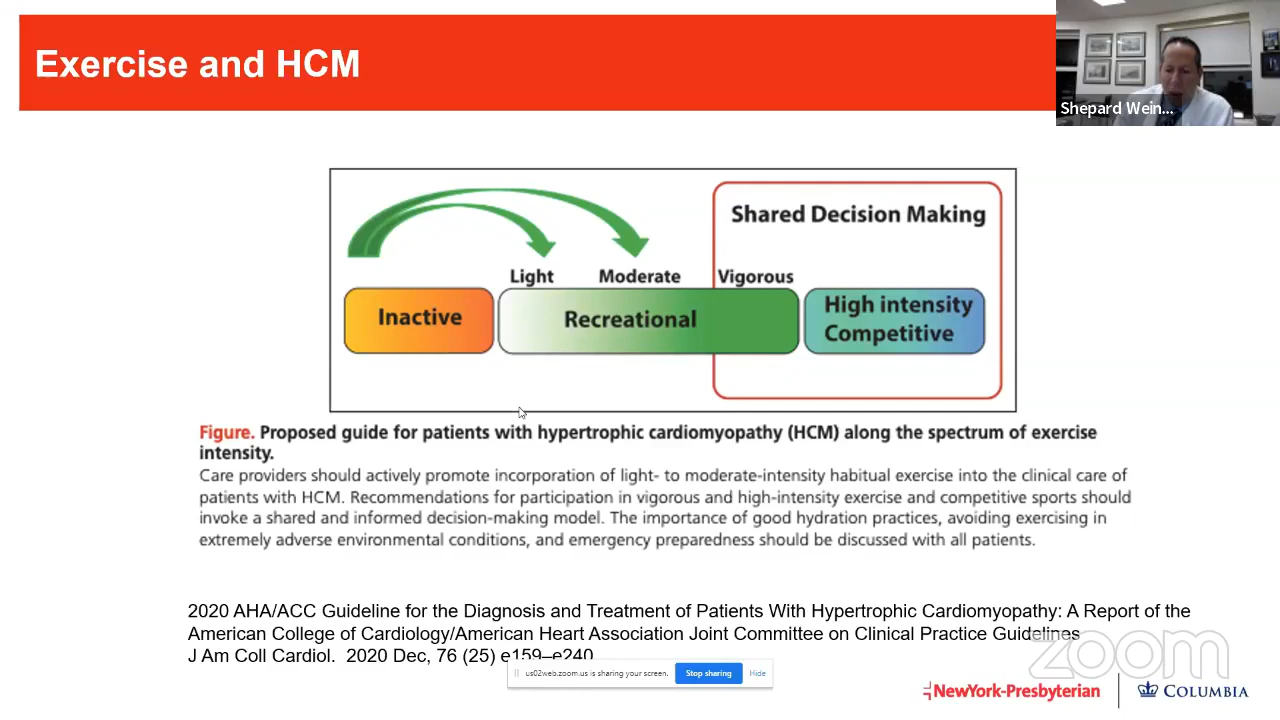 Exercise and HCM
Shepard Wein...
Shared Decision Making
Light Moderate Vigorous
Inactive
Recreational
High intensity
Competitive
Figure. Proposed guide for patients with hypertrophic cardiomyopathy (HCM) along the spectrum of exercise
intensity.
Care providers should actively promote incorporation of light- to moderate-intensity habitual exercise into the clinical care of
patients with HCM. Recommendations for participation in vigorous and high-intensity exercise and competitive sports should
invoke a shared and informed decision-making model. The importance of good hydration practices, avoiding exercising in
extremely adverse environmental conditions, and emergency preparedness should be discussed with all patients.
2020 AHA/ACC Guideline for the Diagnosis and Treatment of Patients With Hypertrophic Cardiomyopathy: A Report of the
American College of Cardiology/American Heart Association Joint Committee on Clinical Practice Guidelines
J Am Coll Cardiol. 2020 Dec, 76 (25) e159–e240
zoom
us02web.zoom.us is sharing your screen. Stop sharing Hide
NewYork-Presbyterian
COLUMBIA